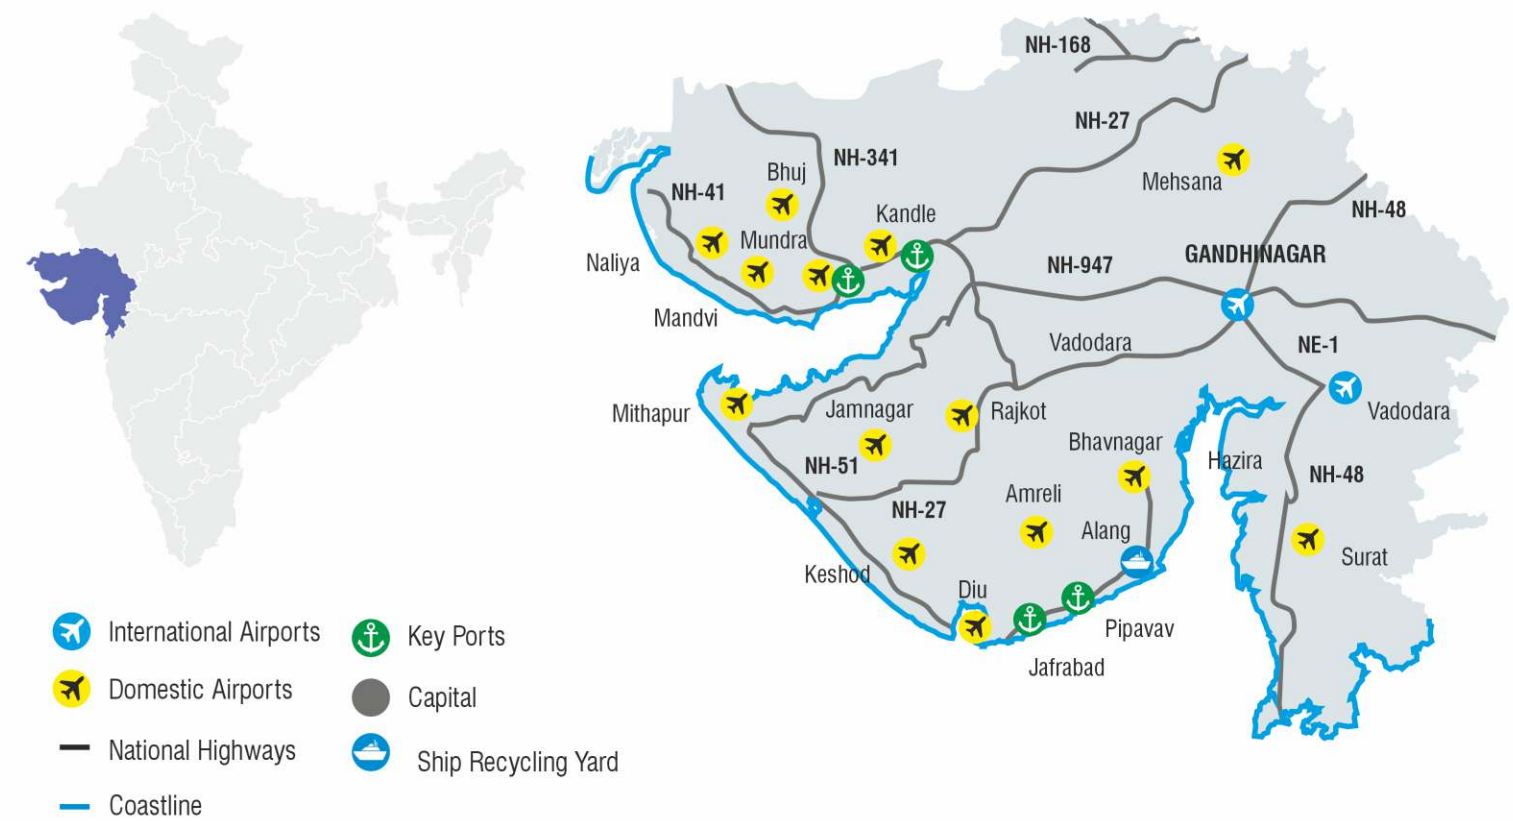 NH-168
NH-27
NH-341
Mehsana
Bhuj
NH-41
NH-48
Kandle
Mundra
GANDHINAGAR
Naliya
NH-947
Mandvi
Vadodara
NE-1
Mithapur
Jamnagar
Rajkot
Vadodara
Bhavnagar
Hazira
NH-51
NH-48
Amreli
NH-27
Alang
Surat
Keshod
Diu
Pipavav
Jafrabad
International Airports
Key Ports
Domestic Airports
Capital
National Highways
Ship Recycling Yard
Coastline